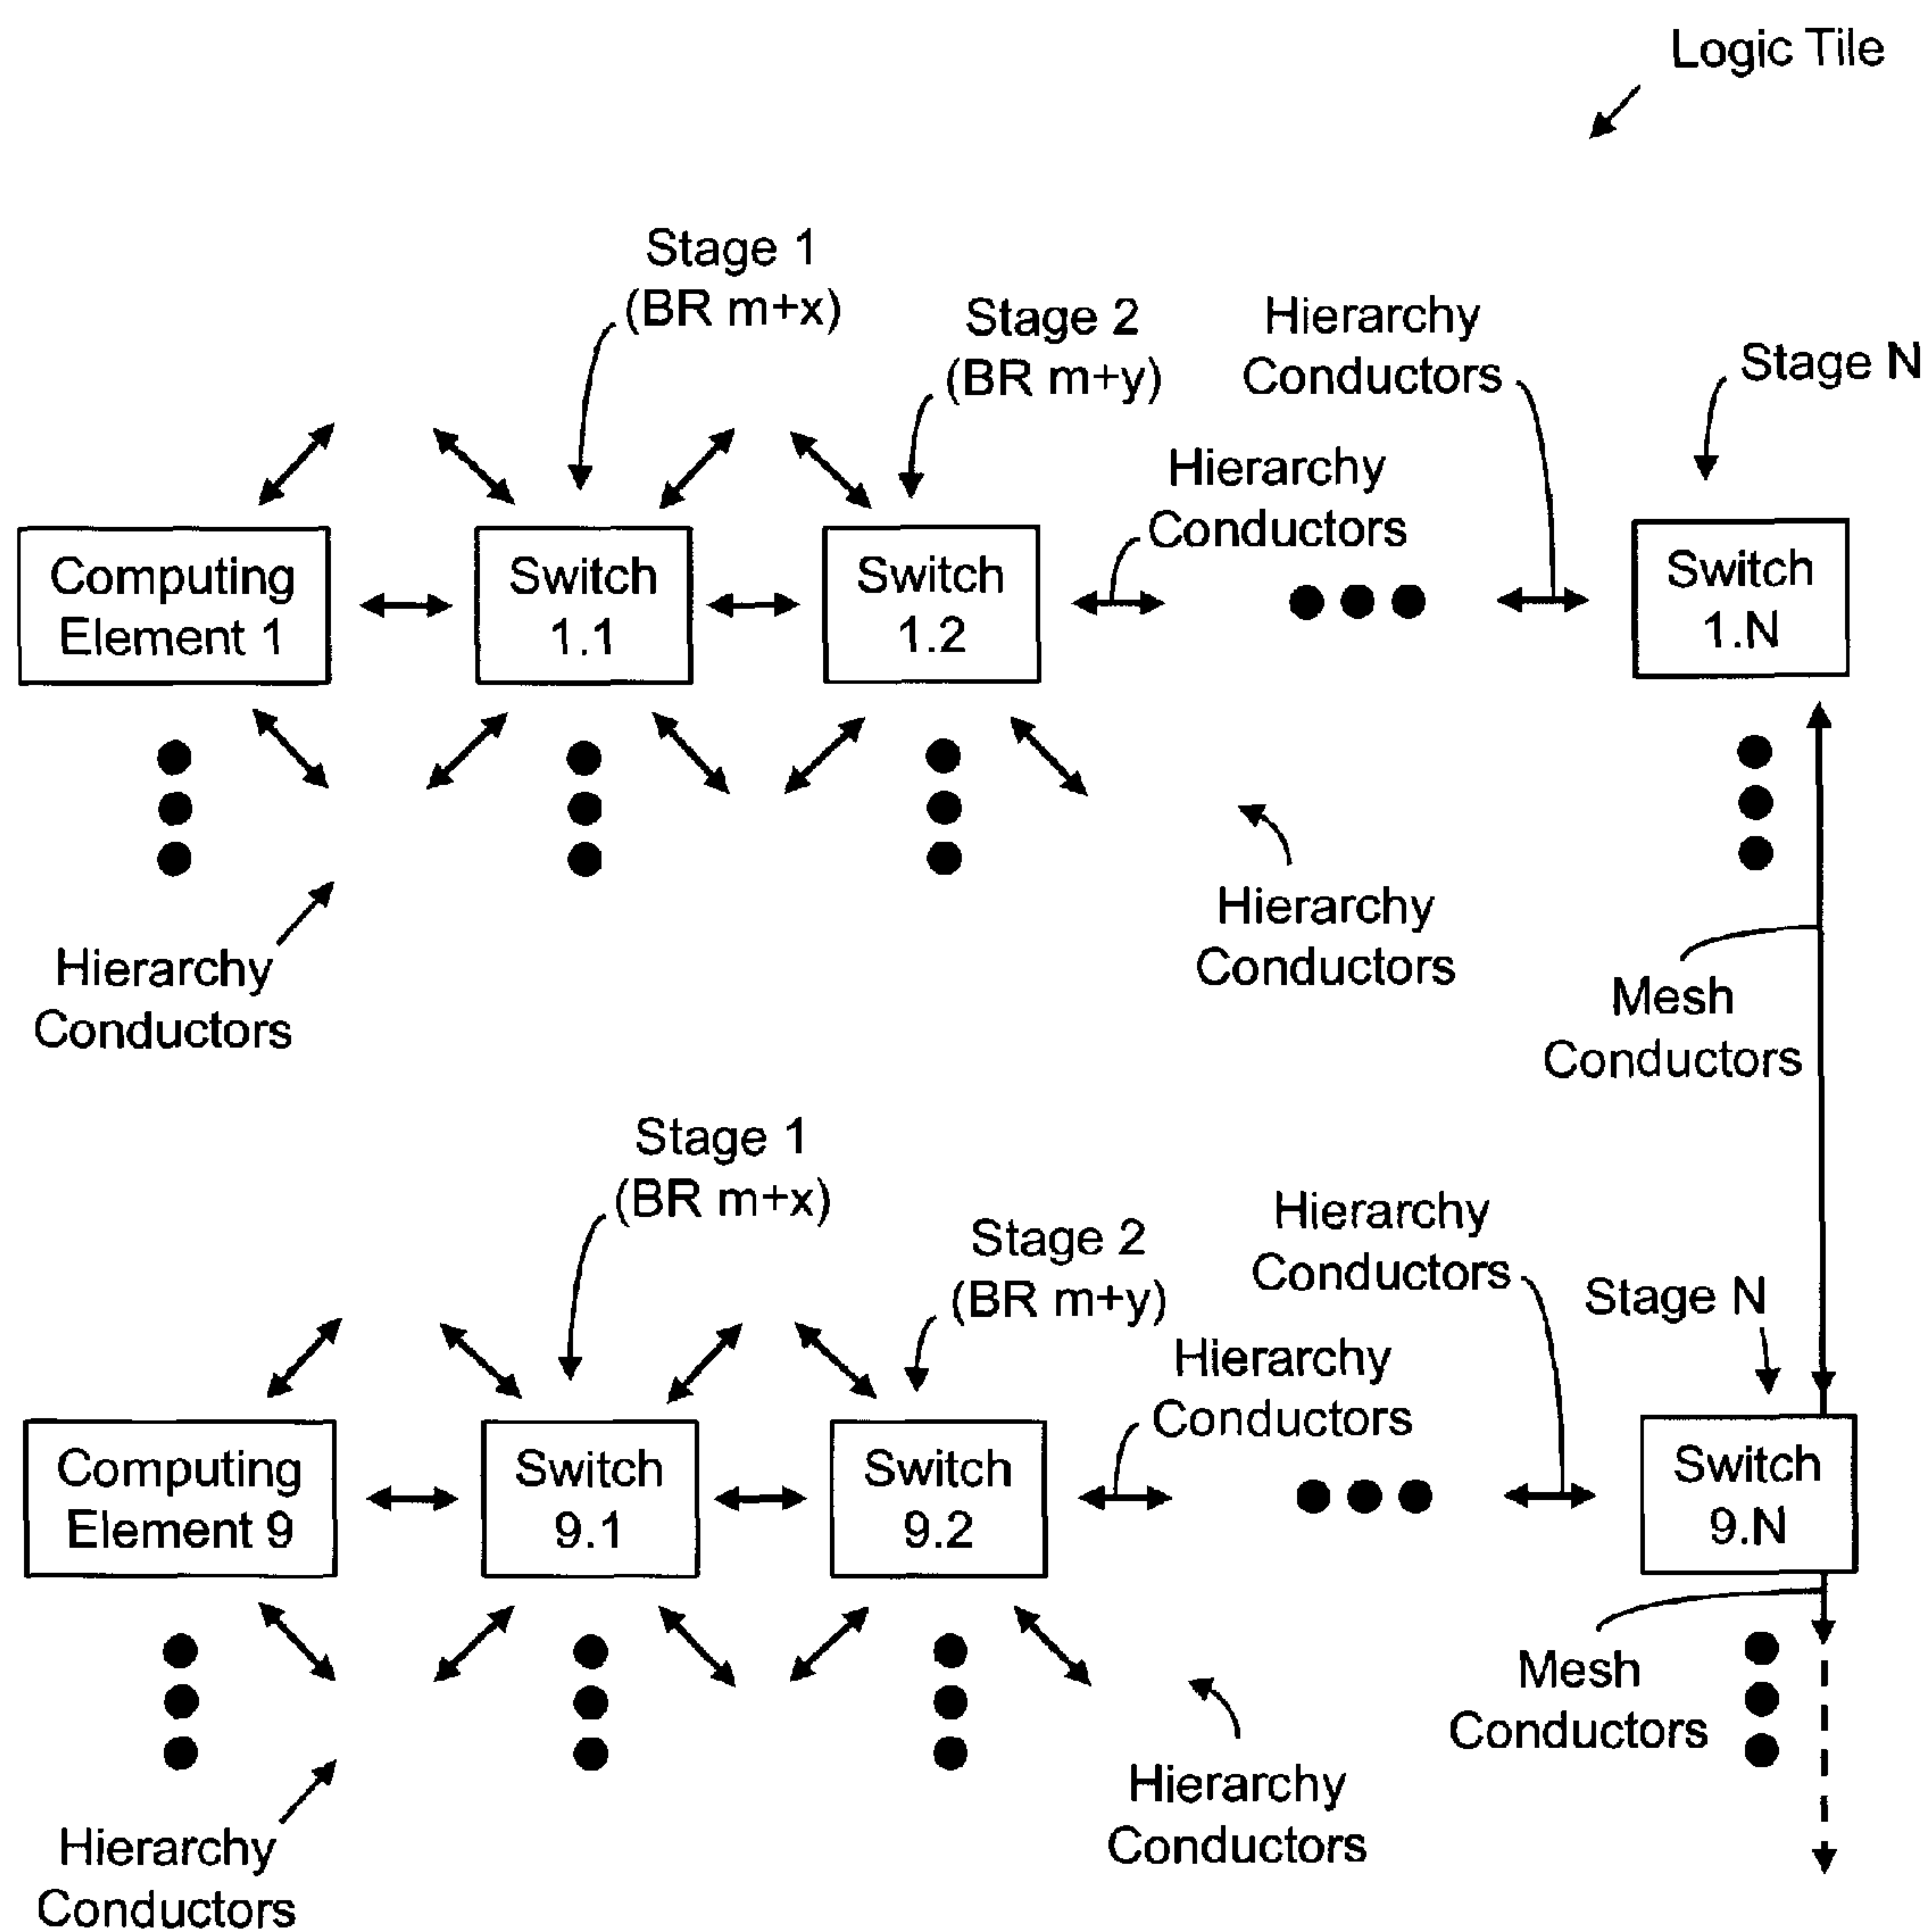 Logic Tile
Stage 1
(BR m+x)
Stage 2
(BR m+y)
Hierarchy
Conductors
Stage N
Hierarchy
Conductors
Computing
Element 1
Switch
1.1
Switch
1.2
Switch
1.N
Hierarchy
Conductors
Hierarchy
Conductors
Mesh
Conductors
Stage 1
(BR m+x)
Stage 2
(BR m+y)
Hierarchy
Conductors
Stage N
Hierarchy
Conductors
Computing
Element 9
Switch
9.1
Switch
9.2
Switch
9.N
Mesh
Conductors
Hierarchy
Conductors
Hierarchy
Conductors